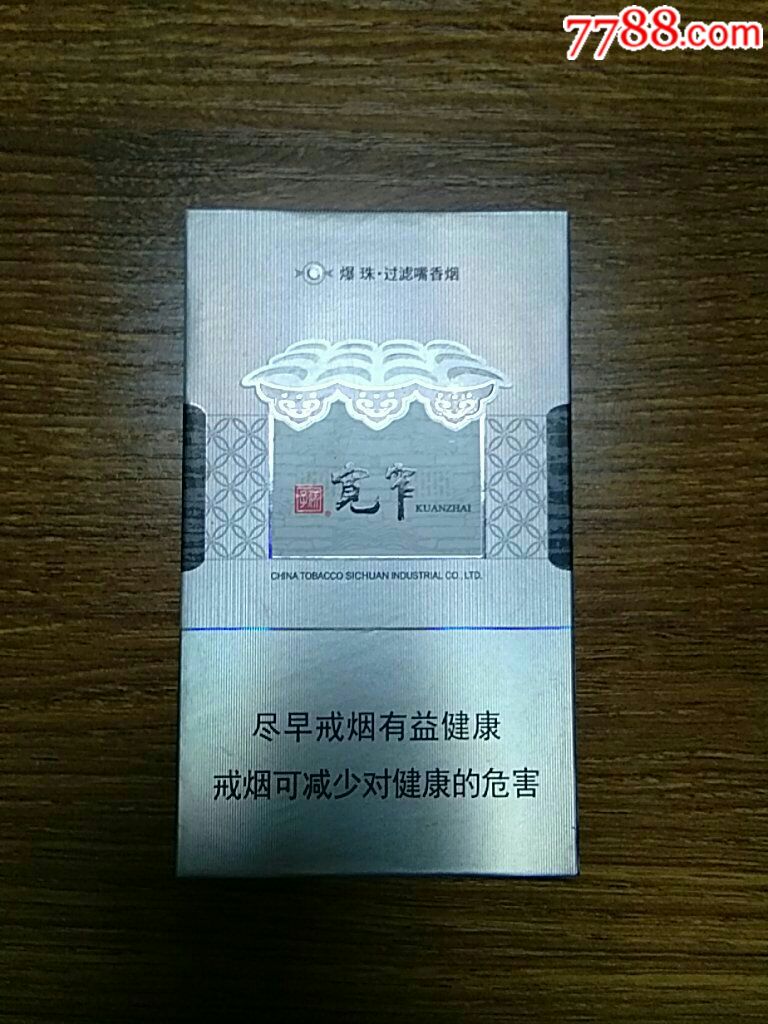 7788.com
爆珠·过滤嘴香烟
宽窄
KUANZHAI
CHINA TOBACCO SICHUAN INDUSTRIAL CO., LTD.
尽早戒烟有益健康
戒烟可减少对健康的危害